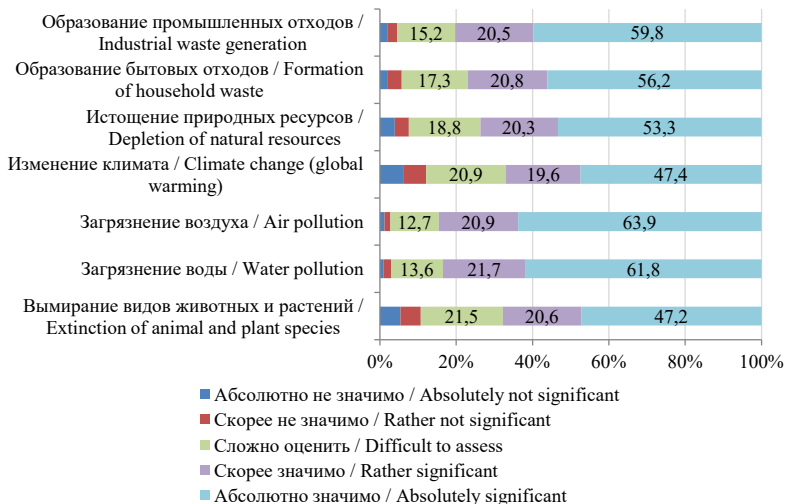 Образование промышленных отходов /
Industrial waste generation
15,2 20,5 59,8
Образование бытовых отходов / Formation
of household waste
17,3 20,8 56,2
Истощение природных ресурсов /
Depletion of natural resources
18,8 20,3 53,3
Изменение климата / Climate change (global
warming)
20,9 19,6 47,4
Загрязнение воздуха / Air pollution
12,7 20,9 63,9
Загрязнение воды / Water pollution
13,6 21,7 61,8
Вымирание видов животных и растений /
Extinction of animal and plant species
21,5 20,6 47,2
0% 20% 40% 60% 80% 100%
Абсолютно не значимо / Absolutely not significant
Скорее не значимо / Rather not significant
Сложно оценить / Difficult to assess
Скорее значимо / Rather significant
Абсолютно значимо / Absolutely significant